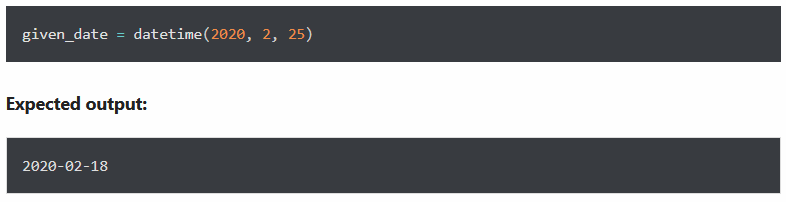 given_date = datetime(2020, 2, 25)
Expected output:
2020-02-18